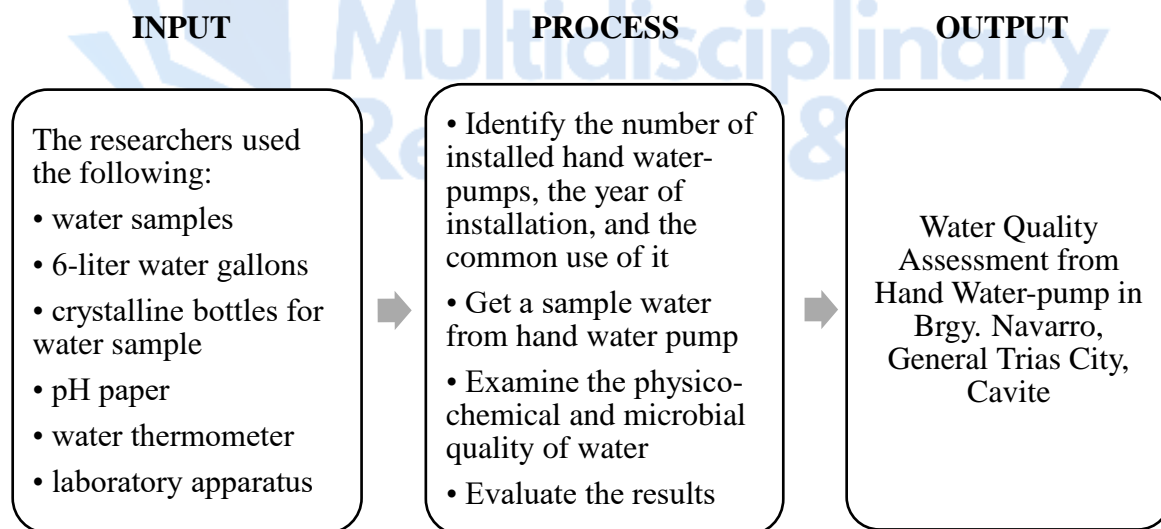 INPUT
PROCESS
OUTPUT
Multidisciplinary
The researchers used
the following:
• water samples
• 6-liter water gallons
• crystalline bottles for
water sample
• pH paper
• water thermometer
• laboratory apparatus
• Identify the number of
installed hand water-
pumps, the year of
installation, and the
common use of it
• Get a sample water
from hand water pump
• Examine the physico-
chemical and microbial
quality of water
• Evaluate the results
&
Water Quality
Assessment from
Hand Water-pump in
Brgy. Navarro,
General Trias City,
Cavite